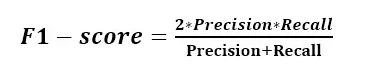 F1 − score = 2∗Precision∗Recall / Precision+Recall